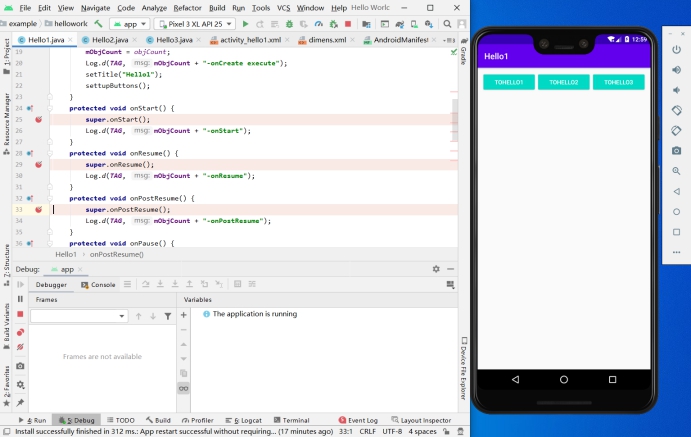 File Edit View Navigate Code Analyze Refactor Build Run Tools VCS Window Help Hello Worlc
example hellowork app Pixel 3 XL API 25
Hello1.java Hello2.java Hello3.java activity_hello1.xml dimens.xml AndroidManifest
19 mObjCount = objCount;
20 Log.d(TAG, msg: mObjCount + "-onCreate execute");
21 setTitle("Hello1");
22 settupButtons();
23 }
24 protected void onStart() {
25 super.onStart();
26 Log.d(TAG, msg: mObjCount + "-onStart");
27 }
28 protected void onResume() {
29 super.onResume();
30 Log.d(TAG, msg: mObjCount + "-onResume");
31 }
32 protected void onPostResume() {
33 super.onPostResume();
34 Log.d(TAG, msg: mObjCount + "-onPostResume");
35 }
36 protected void onPause() {
Hello1 › onPostResume()
1: Project
Resource Manager
7: Structure
Build Variants
2: Favorites
Gradle
Device File Explorer
Debug: app
Debugger Console
Frames Variables
The application is running
Frames are not available
4: Run 5: Debug TODO Build Profiler 6: Logcat Terminal Event Log Layout Inspector
Install successfully finished in 312 ms.: App restart successful without requiring... (17 minutes ago) 33:1 CRLF UTF-8 4 spaces
12:59
Hello1
TOHELLO1 TOHELLO2 TOHELLO3